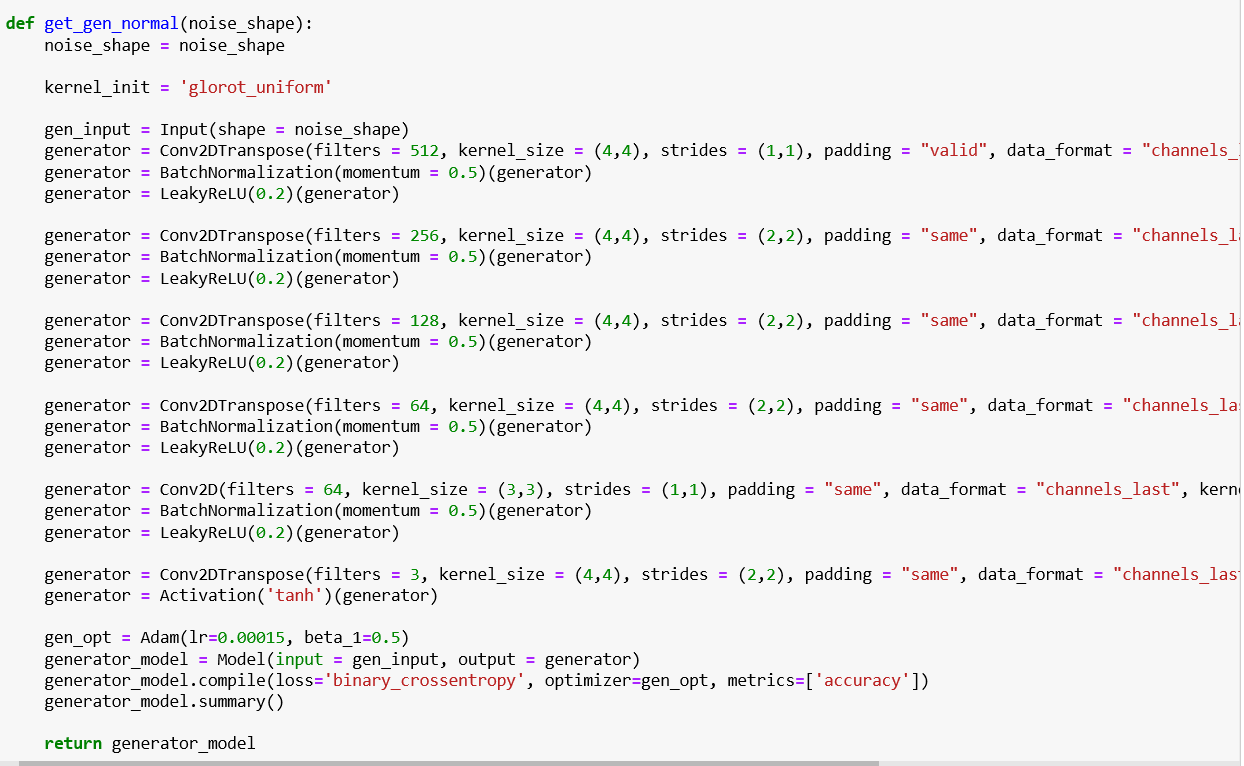 def get_gen_normal(noise_shape):
    noise_shape = noise_shape
    kernel_init = 'glorot_uniform'
    gen_input = Input(shape = noise_shape)
    generator = Conv2DTranspose(filters = 512, kernel_size = (4,4), strides = (1,1), padding = "valid", data_format = "channels_
    generator = BatchNormalization(momentum = 0.5)(generator)
    generator = LeakyReLU(0.2)(generator)
    generator = Conv2DTranspose(filters = 256, kernel_size = (4,4), strides = (2,2), padding = "same", data_format = "channels_la
    generator = BatchNormalization(momentum = 0.5)(generator)
    generator = LeakyReLU(0.2)(generator)
    generator = Conv2DTranspose(filters = 128, kernel_size = (4,4), strides = (2,2), padding = "same", data_format = "channels_la
    generator = BatchNormalization(momentum = 0.5)(generator)
    generator = LeakyReLU(0.2)(generator)
    generator = Conv2DTranspose(filters = 64, kernel_size = (4,4), strides = (2,2), padding = "same", data_format = "channels_las
    generator = BatchNormalization(momentum = 0.5)(generator)
    generator = LeakyReLU(0.2)(generator)
    generator = Conv2D(filters = 64, kernel_size = (3,3), strides = (1,1), padding = "same", data_format = "channels_last", kern
    generator = BatchNormalization(momentum = 0.5)(generator)
    generator = LeakyReLU(0.2)(generator)
    generator = Conv2DTranspose(filters = 3, kernel_size = (4,4), strides = (2,2), padding = "same", data_format = "channels_last
    generator = Activation('tanh')(generator)
    gen_opt = Adam(lr=0.00015, beta_1=0.5)
    generator_model = Model(input = gen_input, output = generator)
    generator_model.compile(loss='binary_crossentropy', optimizer=gen_opt, metrics=['accuracy'])
    generator_model.summary()
    return generator_model